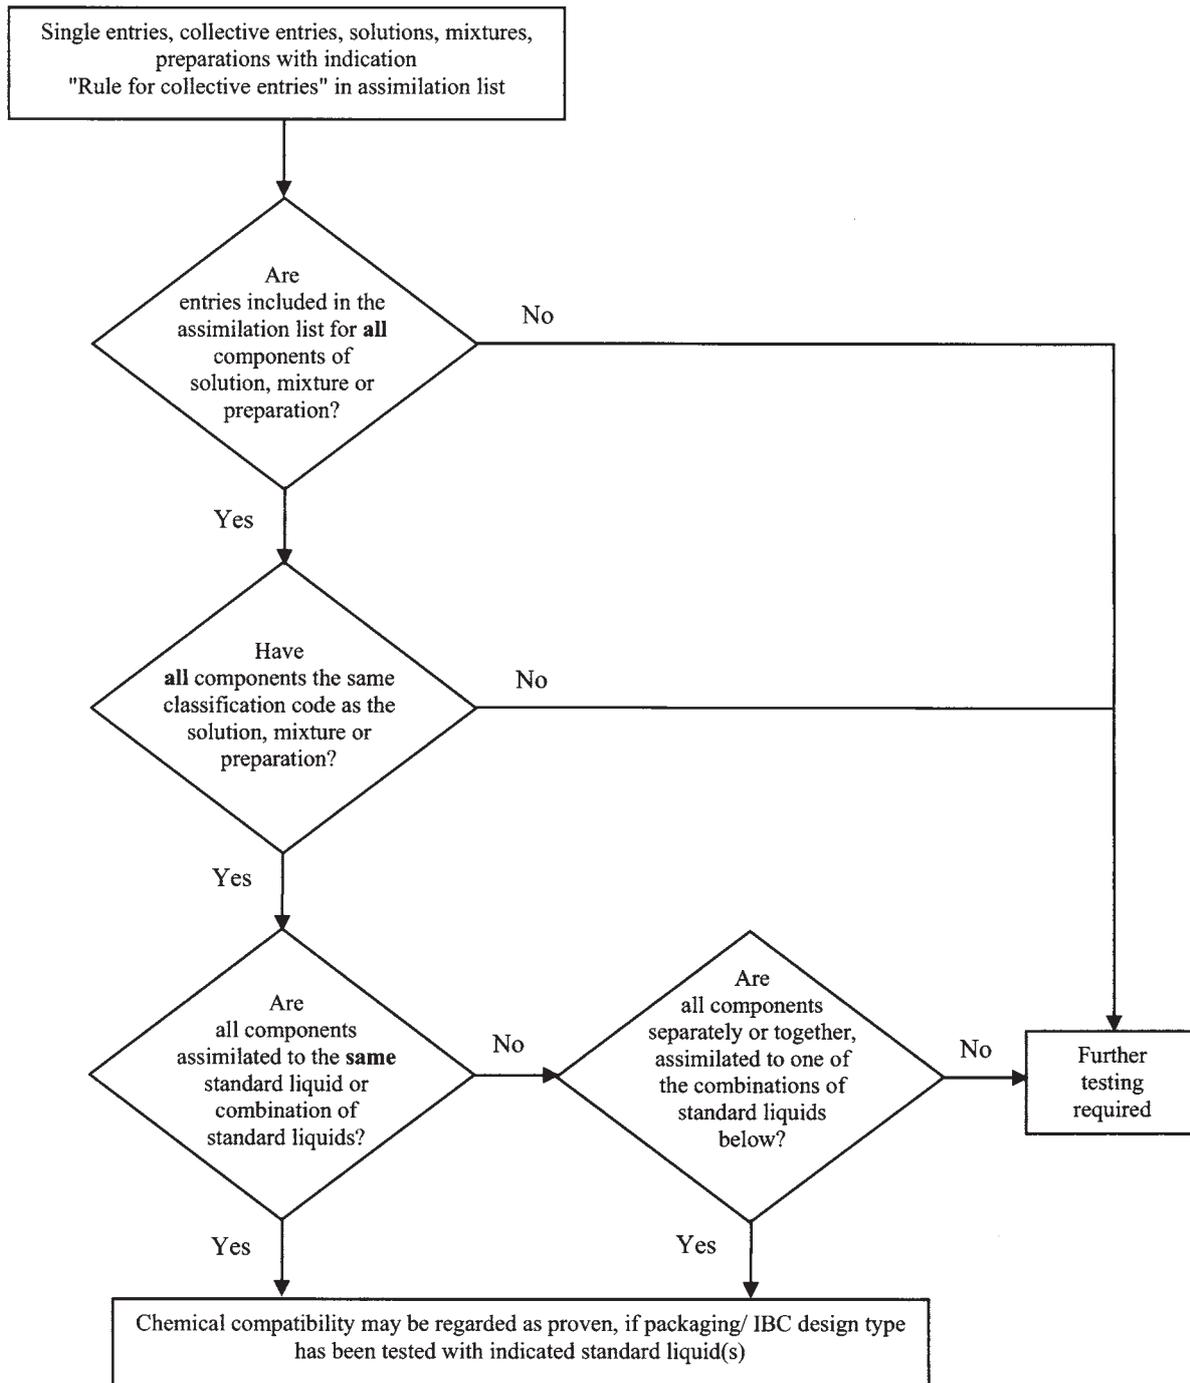 Single entries, collective entries, solutions, mixtures,
preparations with indication
"Rule for collective entries" in assimilation list
Are
entries included in the
assimilation list for all
components of
solution, mixture or
preparation?
No
Yes
Have
all components the same
classification code as the
solution, mixture or
preparation?
No
Yes
Are
all components
assimilated to the same
standard liquid or
combination of
standard liquids?
No
Are
all components
separately or together,
assimilated to one of
the combinations of
standard liquids
below?
No
Further
testing
required
Yes
Yes
Chemical compatibility may be regarded as proven, if packaging/ IBC design type
has been tested with indicated standard liquid(s)